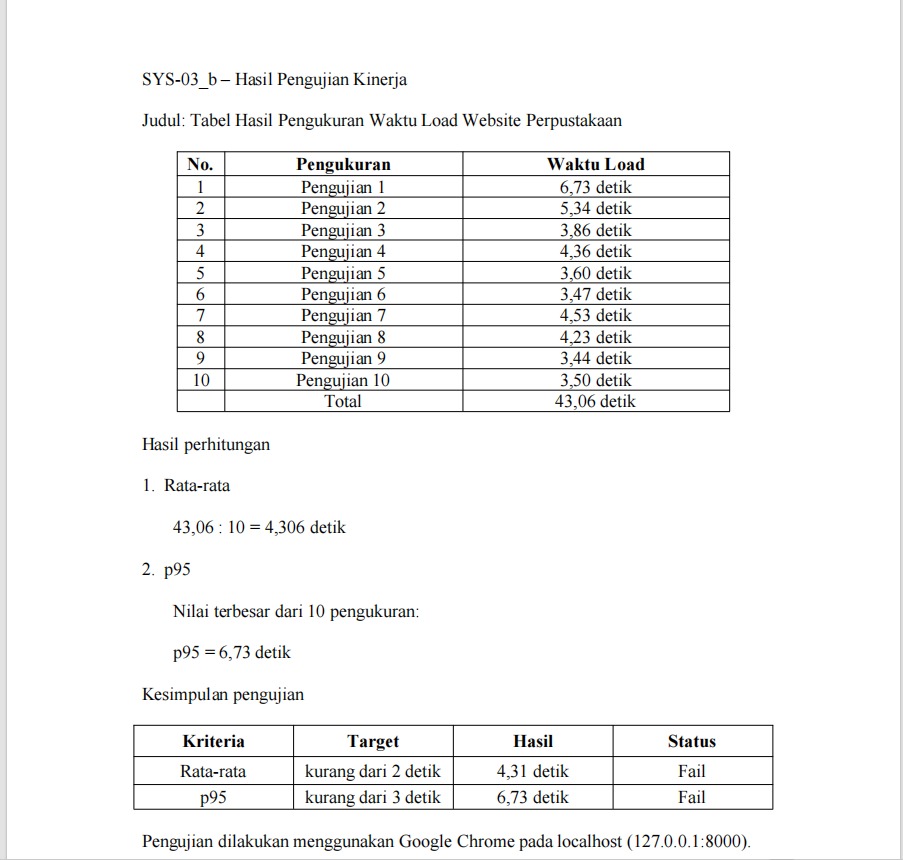 SYS-03_b – Hasil Pengujian Kinerja
Judul: Tabel Hasil Pengukuran Waktu Load Website Perpustakaan
No. Pengukuran Waktu Load
1 Pengujian 1 6,73 detik
2 Pengujian 2 5,34 detik
3 Pengujian 3 3,86 detik
4 Pengujian 4 4,36 detik
5 Pengujian 5 3,60 detik
6 Pengujian 6 3,47 detik
7 Pengujian 7 4,53 detik
8 Pengujian 8 4,23 detik
9 Pengujian 9 3,44 detik
10 Pengujian 10 3,50 detik
Total 43,06 detik
Hasil perhitungan
1. Rata-rata
43,06 : 10 = 4,306 detik
2. p95
Nilai terbesar dari 10 pengukuran:
p95 = 6,73 detik
Kesimpulan pengujian
Kriteria Target Hasil Status
Rata-rata kurang dari 2 detik 4,31 detik Fail
p95 kurang dari 3 detik 6,73 detik Fail
Pengujian dilakukan menggunakan Google Chrome pada localhost (127.0.0.1:8000).